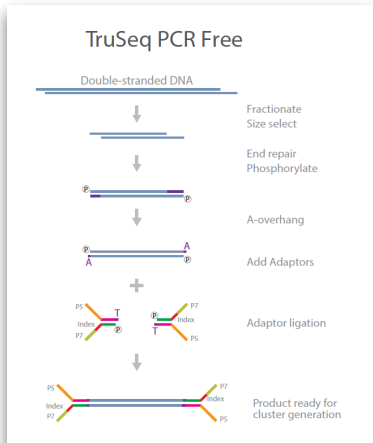 TruSeq PCR Free
Double-stranded DNA
Fractionate
Size select
End repair
Phosphorylate
P
P
A-overhang
P
A
A
P
Add Adaptors
+
P5
T
P
P7
Index
P
Index
Adaptor ligation
P7
T
P5
P5
P7
Index
Index
P7
P5
Product ready for
cluster generation